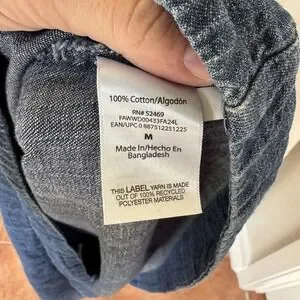 100% Cotton/Algodón
RN# 52469
FAWWD00433FA24L
EAN/UPC 0 887512251225
M
Made In/Hecho En
Bangladesh
THIS LABEL YARN IS MADE
OUT OF 100% RECYCLED
POLYESTER MATERIALS